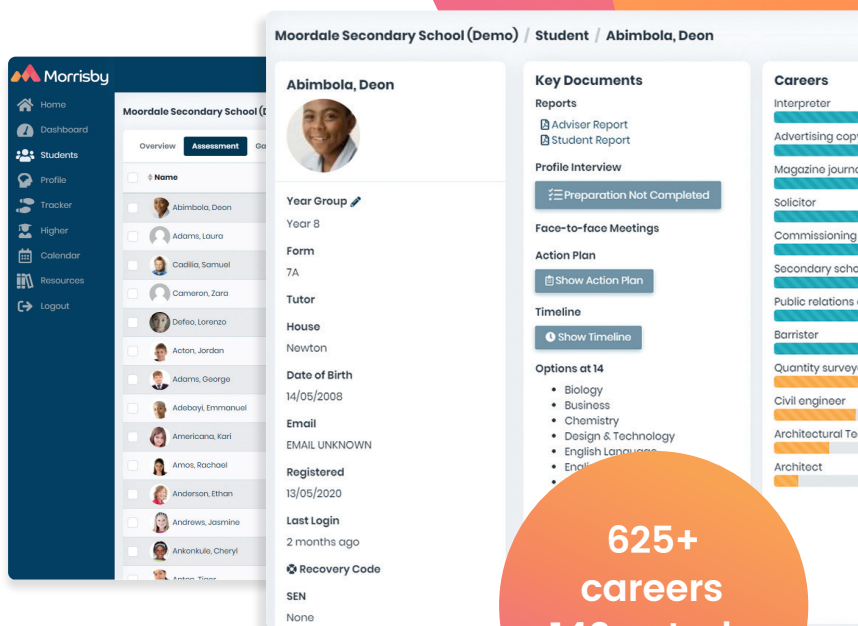 Morrisby
Home
Dashboard
Students
Profile
Tracker
Higher
Calendar
Resources
Logout
Moordale Secondary School (
Overview
Assessment
Name
Abimbola, Deon
Adams, Laura
Cadilia, Samuel
Cameron, Zara
Defeo, Lorenzo
Acton, Jordan
Adams, George
Adebayi, Emmanuel
Americana, Kari
Amos, Rachael
Anderson, Ethan
Andrews, Jasmine
Ankonkule, Cheryl
Moordale Secondary School (Demo) / Student / Abimbola, Deon
Abimbola, Deon
Year Group
Year 8
Form
7A
Tutor
House
Newton
Date of Birth
14/05/2008
Email
EMAIL UNKNOWN
Registered
13/05/2020
Last Login
2 months ago
Recovery Code
SEN
None
Key Documents
Reports
Adviser Report
Student Report
Profile Interview
Preparation Not Completed
Face-to-face Meetings
Action Plan
Show Action Plan
Timeline
Show Timeline
Options at 14
• Biology
• Business
• Chemistry
• Design & Technology
• English Language
Careers
Interpreter
Advertising copy
Magazine journa
Solicitor
Commissioning
Secondary scho
Public relations
Barrister
Quantity surveyo
Civil engineer
Architectural Te
Architect
625+
careers